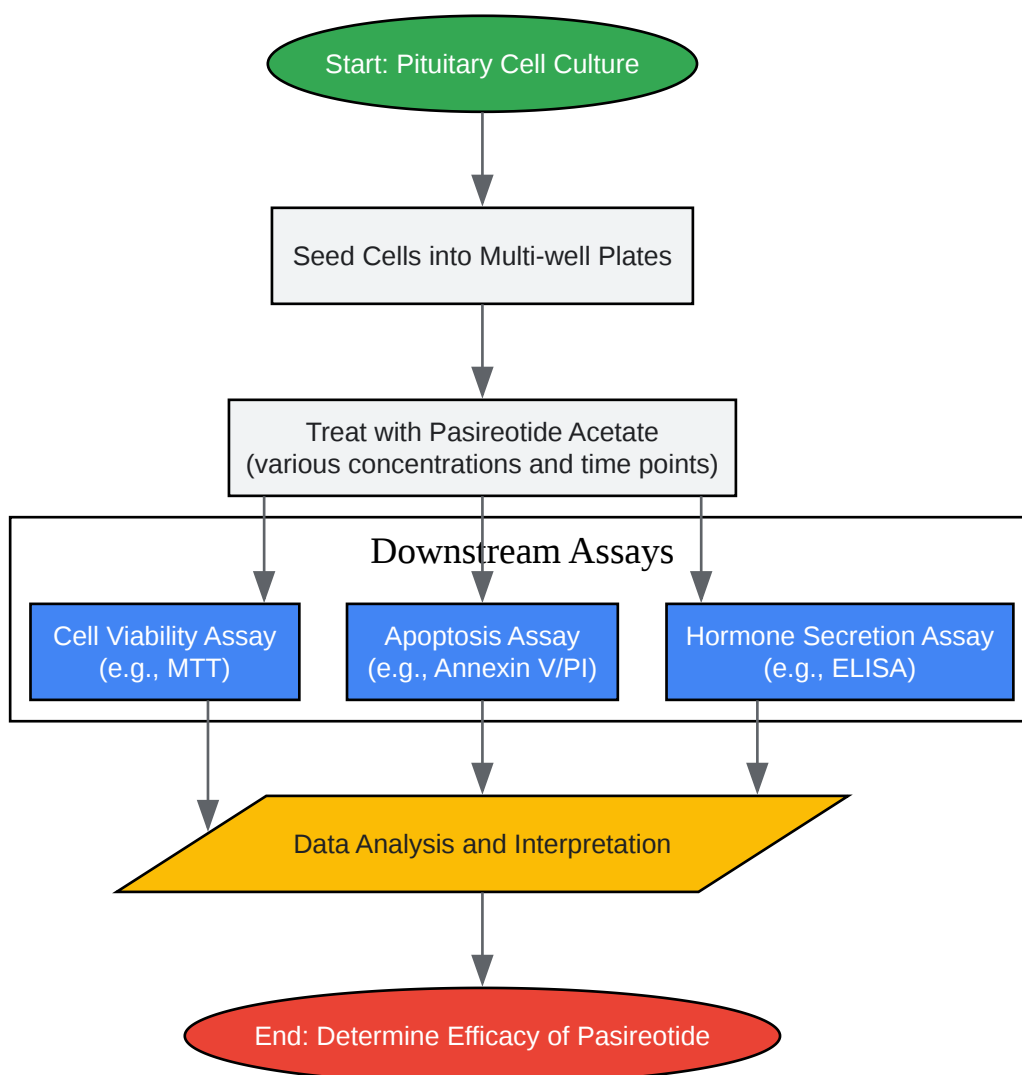 Start: Pituitary Cell Culture
Seed Cells into Multi-well Plates
Treat with Pasireotide Acetate
(various concentrations and time points)
Downstream Assays
Cell Viability Assay
(e.g., MTT)
Apoptosis Assay
(e.g., Annexin V/PI)
Hormone Secretion Assay
(e.g., ELISA)
Data Analysis and Interpretation
End: Determine Efficacy of Pasireotide